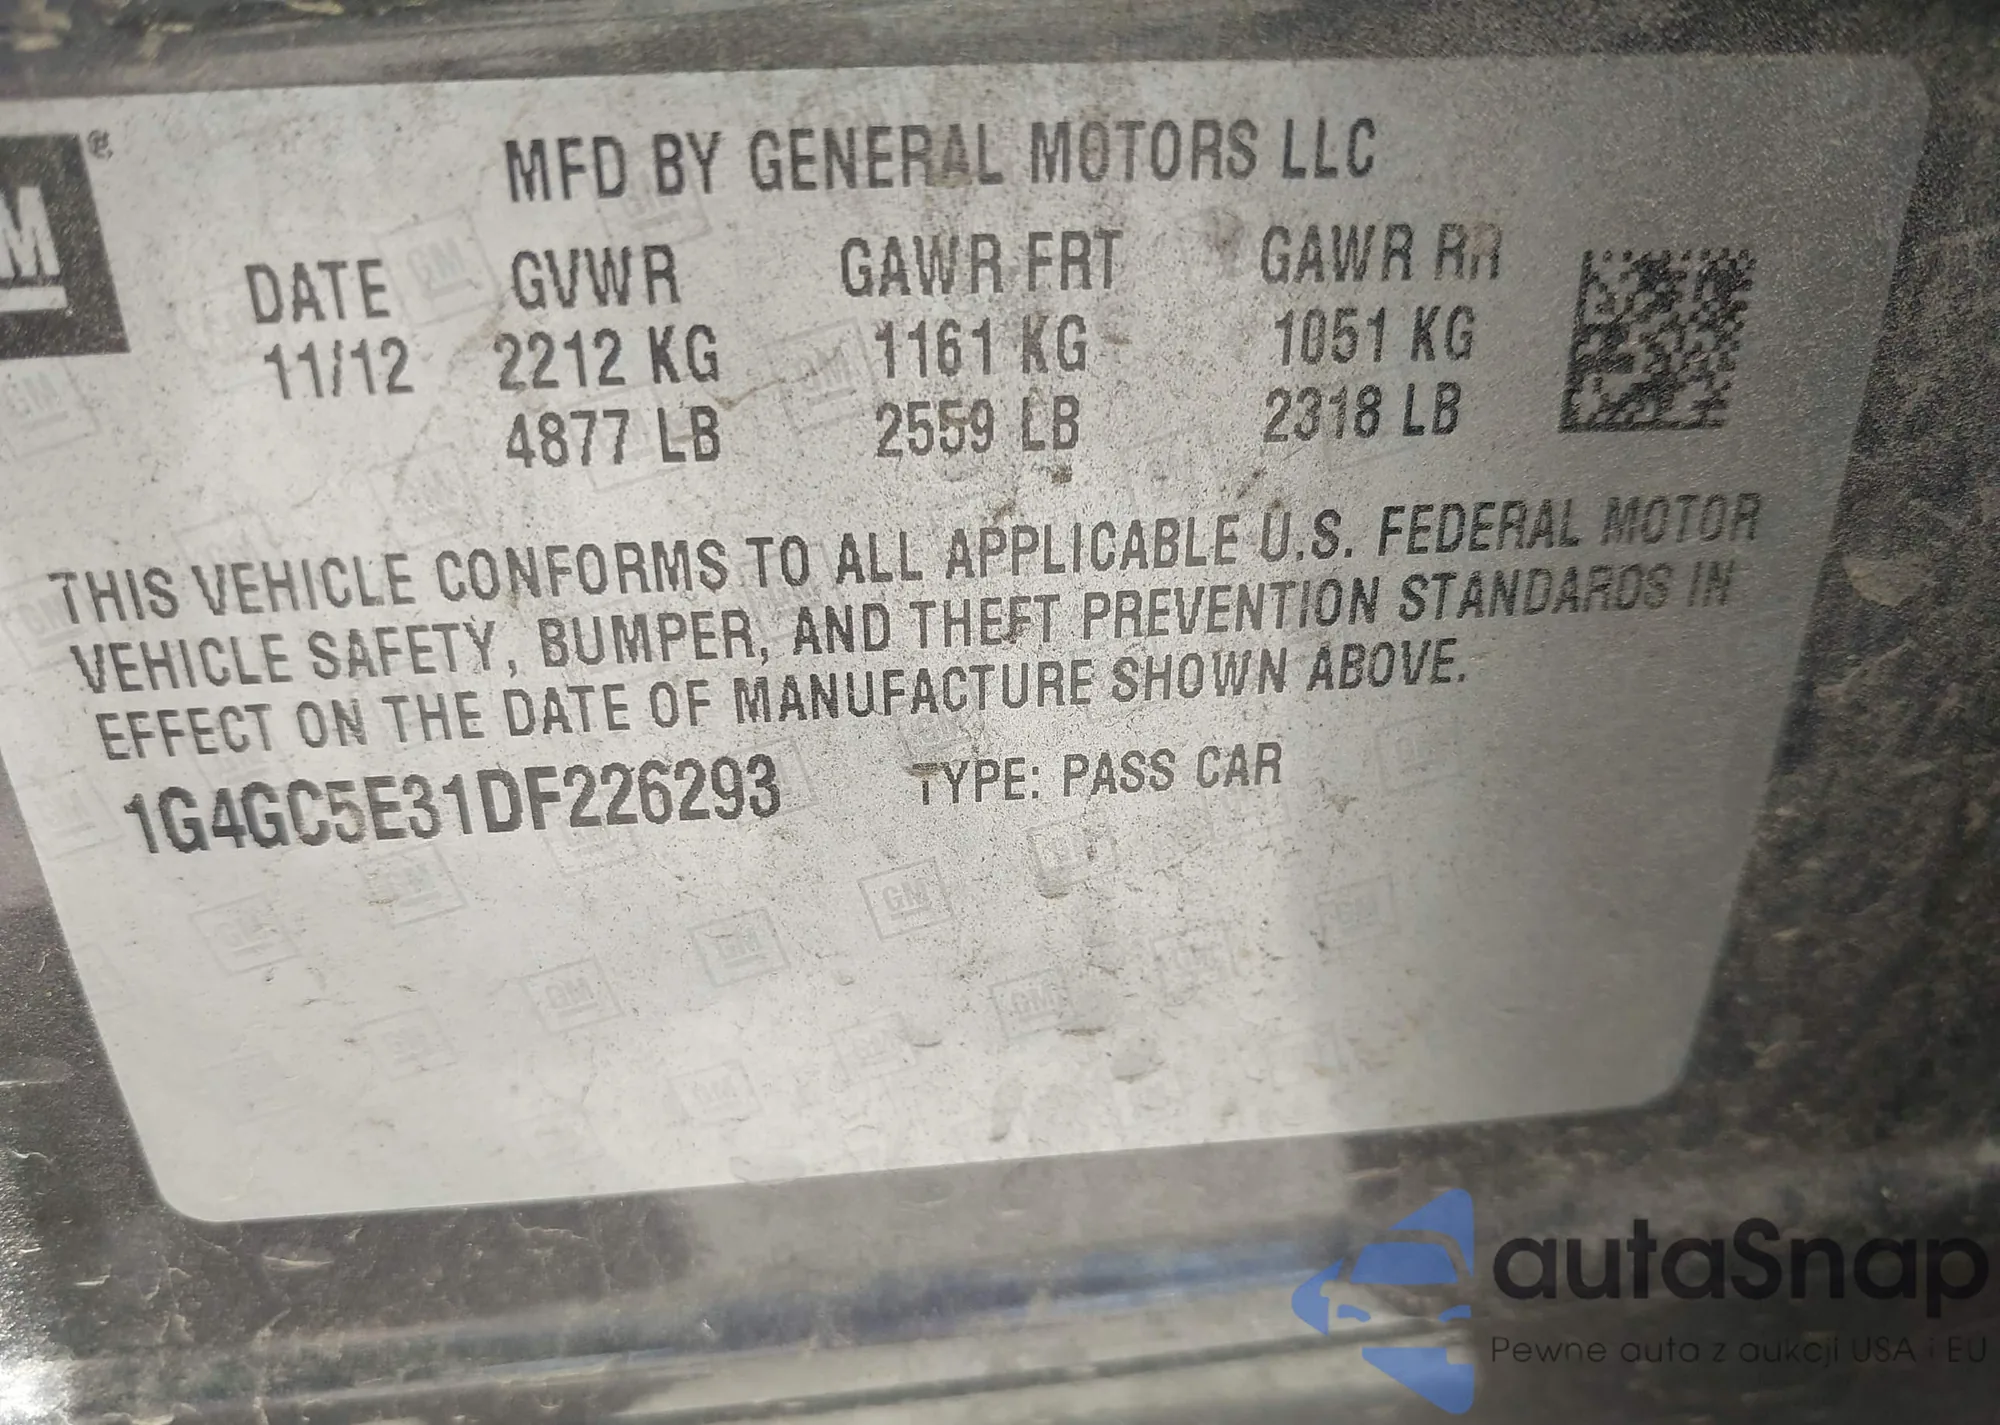 GM®
MFD BY GENERAL MOTORS LLC
DATE GVWR GAWR FRT GAWR RR
11/12 2212 KG 1161 KG 1051 KG
4877 LB 2559 LB 2318 LB
THIS VEHICLE CONFORMS TO ALL APPLICABLE U.S. FEDERAL MOTOR
VEHICLE SAFETY, BUMPER, AND THEFT PREVENTION STANDARDS IN
EFFECT ON THE DATE OF MANUFACTURE SHOWN ABOVE.
1G4GC5E31DF226293 TYPE: PASS CAR
autaSnap
Pewne auta z aukcji USA i EU